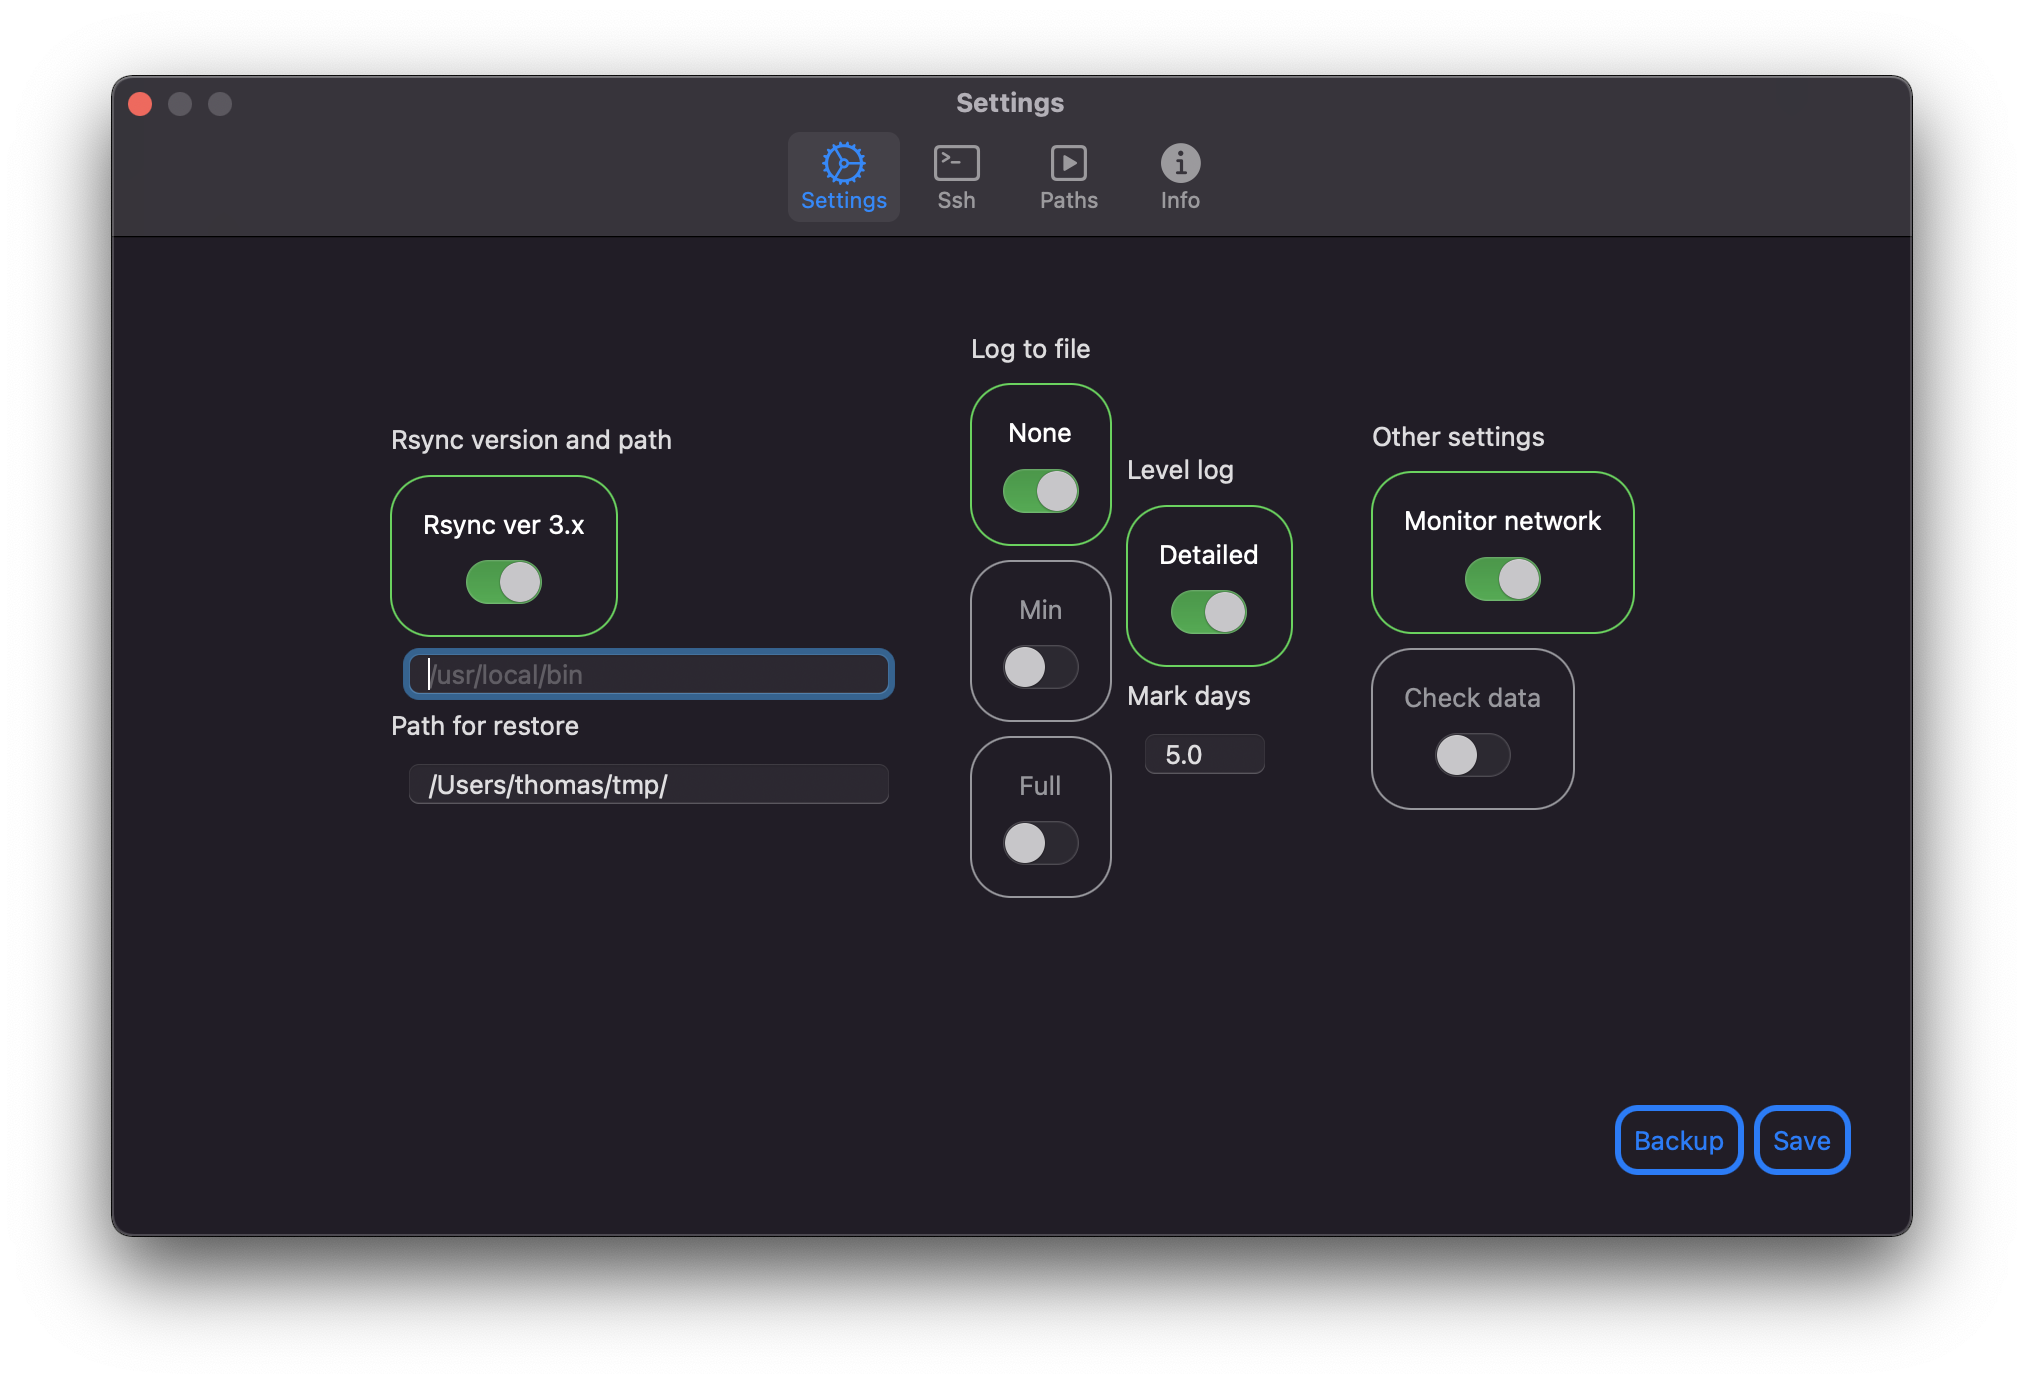 Settings
Settings
Ssh
Paths
Info
Rsync version and path
Rsync ver 3.x
/usr/local/bin
Path for restore
/Users/thomas/tmp/
Log to file
None
Min
Full
Level log
Detailed
Mark days
5.0
Other settings
Monitor network
Check data
Backup
Save